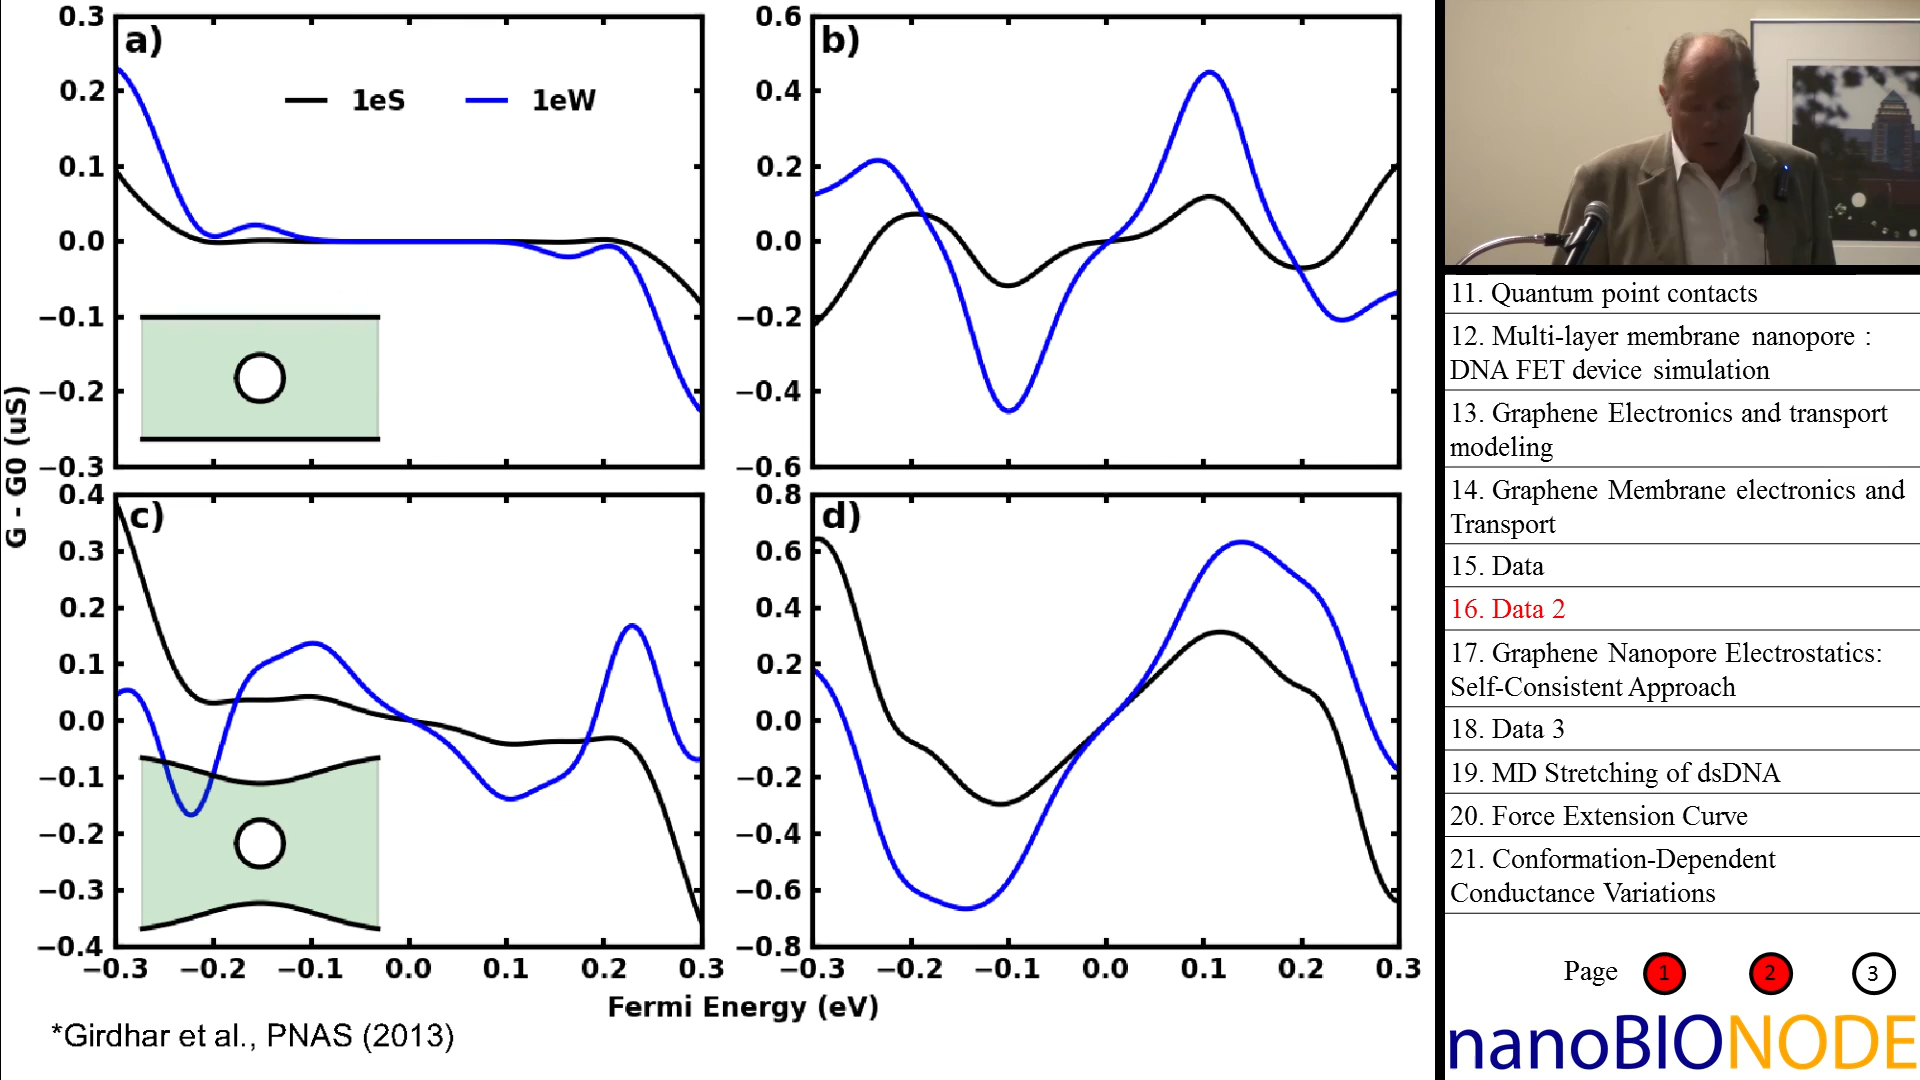 0.3
0.2
0.1
0.0
−0.1
−0.2
−0.3
a)
1eS
1eW
0.6
0.4
0.2
0.0
−0.2
−0.4
−0.6
b)
G - G0 (uS)
0.4
0.3
0.2
0.1
0.0
−0.1
−0.2
−0.3
−0.4
c)
−0.3 −0.2 −0.1 0.0 0.1 0.2 0.3
0.8
0.6
0.4
0.2
0.0
−0.2
−0.4
−0.6
−0.8
d)
−0.3 −0.2 −0.1 0.0 0.1 0.2 0.3
Fermi Energy (eV)
*Girdhar et al., PNAS (2013)
11. Quantum point contacts
12. Multi-layer membrane nanopore :
DNA FET device simulation
13. Graphene Electronics and transport
modeling
14. Graphene Membrane electronics and
Transport
15. Data
16. Data 2
17. Graphene Nanopore Electrostatics:
Self-Consistent Approach
18. Data 3
19. MD Stretching of dsDNA
20. Force Extension Curve
21. Conformation-Dependent
Conductance Variations
Page 1 2 3
nanoBIONODE